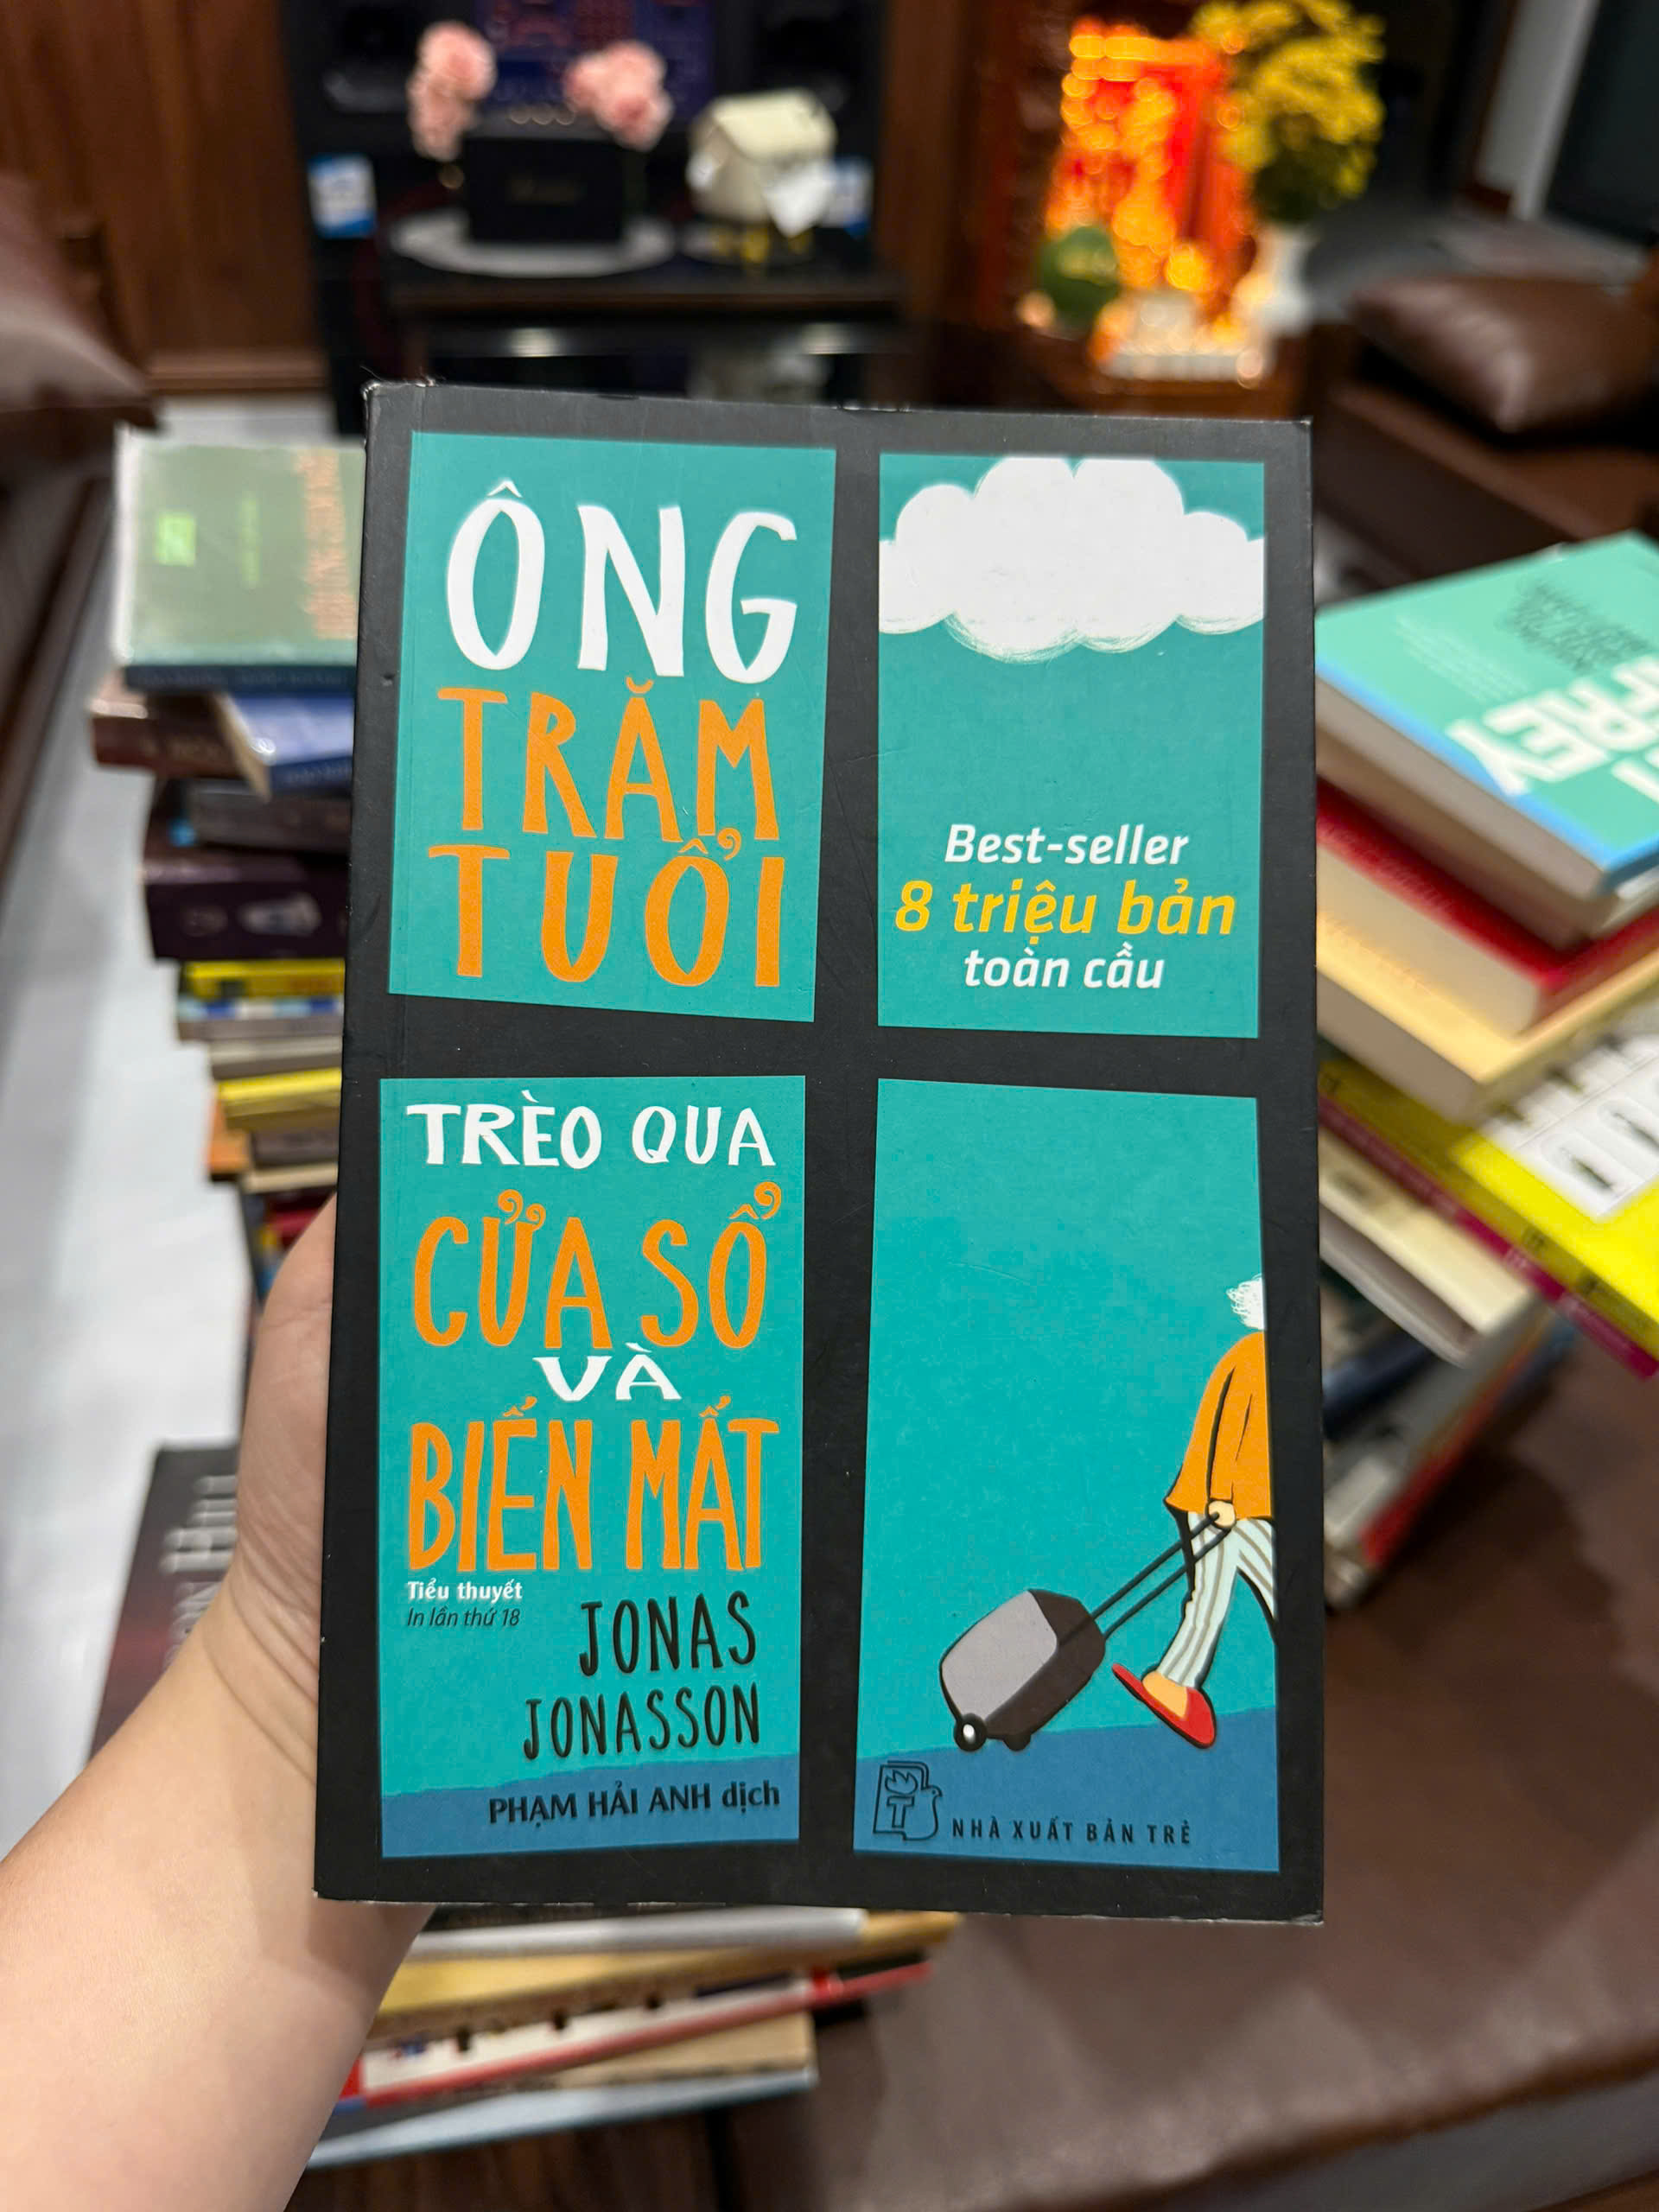 ÔNG
TRĂM
TUỔI
Best-seller
8 triệu bản
toàn cầu
TRÈO QUA
CỬA SỔ
VÀ
BIẾN MẤT
Tiểu thuyết
In lần thứ 18
JONAS
JONASSON
PHẠM HẢI ANH dịch
NHÀ XUẤT BẢN TRẺ